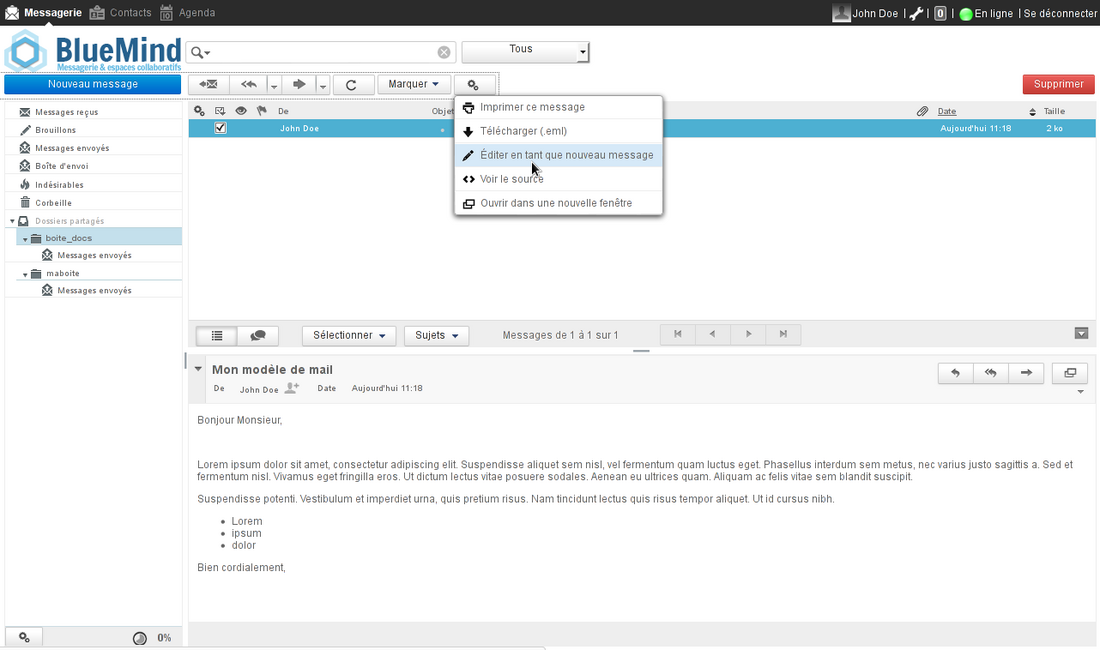 Messagerie Contacts Agenda John Doe | | 0 | En ligne | Se déconnecter
BlueMind
Messagerie & espaces collaboratifs
Tous
Nouveau message Marquer Supprimer
De Objet Date Taille
John Doe Aujourd'hui 11:18 2 ko
Imprimer ce message
Télécharger (.eml)
Éditer en tant que nouveau message
Voir le source
Ouvrir dans une nouvelle fenêtre
Messages reçus
Brouillons
Messages envoyés
Boîte d'envoi
Indésirables
Corbeille
Dossiers partagés
boite_docs
Messages envoyés
maboite
Messages envoyés
Sélectionner Sujets Messages de 1 à 1 sur 1
Mon modèle de mail
De John Doe Date Aujourd'hui 11:18
Bonjour Monsieur,
Lorem ipsum dolor sit amet, consectetur adipiscing elit. Suspendisse aliquet sem nisl, vel fermentum quam luctus eget. Phasellus interdum sem metus, nec varius justo sagittis a. Sed et
fermentum nisl. Vivamus eget fringilla eros. Ut dictum lectus vitae posuere sodales. Aenean eu ultrices quam. Aliquam ac felis vitae sem blandit suscipit.
Suspendisse potenti. Vestibulum et imperdiet urna, quis pretium risus. Nam tincidunt lectus quis risus tempor aliquet. Ut id cursus nibh.
• Lorem
• ipsum
• dolor
Bien cordialement,
0%